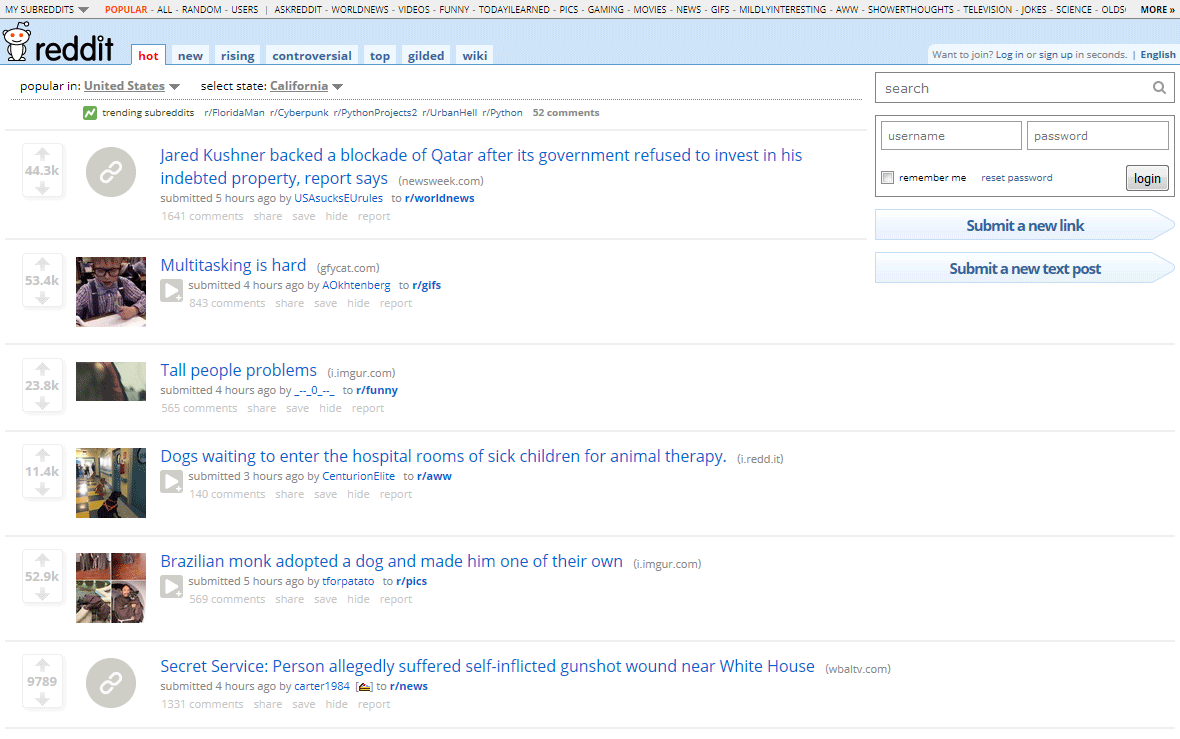 MY SUBREDDITS POPULAR - ALL - RANDOM - USERS | ASKREDDIT - WORLDNEWS - VIDEOS - FUNNY - TODAYILEARNED - PICS - GAMING - MOVIES - NEWS - GIFS - MILDLYINTERESTING - AWW - SHOWERTHOUGHTS - TELEVISION - JOKES - SCIENCE - OLDS MORE »
reddit hot new rising controversial top gilded wiki
Want to join? Log in or sign up in seconds. | English
popular in: United States select state: California
trending subreddits r/FloridaMan r/Cyberpunk r/PythonProjects2 r/UrbanHell r/Python 52 comments
44.3k
Jared Kushner backed a blockade of Qatar after its government refused to invest in his
indebted property, report says (newsweek.com)
submitted 5 hours ago by USAsucksEUrules to r/worldnews
1641 comments share save hide report
53.4k
Multitasking is hard (gfycat.com)
submitted 4 hours ago by AOkhtenberg to r/gifs
843 comments share save hide report
23.8k
Tall people problems (i.imgur.com)
submitted 4 hours ago by _--_0_--_ to r/funny
565 comments share save hide report
11.4k
Dogs waiting to enter the hospital rooms of sick children for animal therapy. (i.redd.it)
submitted 3 hours ago by CenturionElite to r/aww
140 comments share save hide report
52.9k
Brazilian monk adopted a dog and made him one of their own (i.imgur.com)
submitted 5 hours ago by tforpatato to r/pics
569 comments share save hide report
9789
Secret Service: Person allegedly suffered self-inflicted gunshot wound near White House (wbaltv.com)
submitted 4 hours ago by carter1984 [ ] to r/news
1331 comments share save hide report
search
username password
remember me reset password login
Submit a new link
Submit a new text post